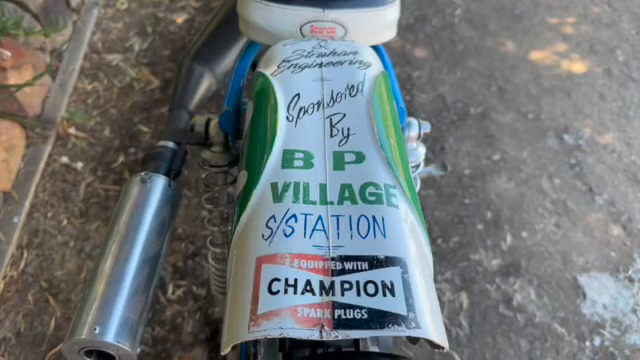 & Strahan
Engineering
Sponsored
By
BP
VILLAGE
S/STATION
EQUIPPED WITH
CHAMPION
SPARK PLUGS